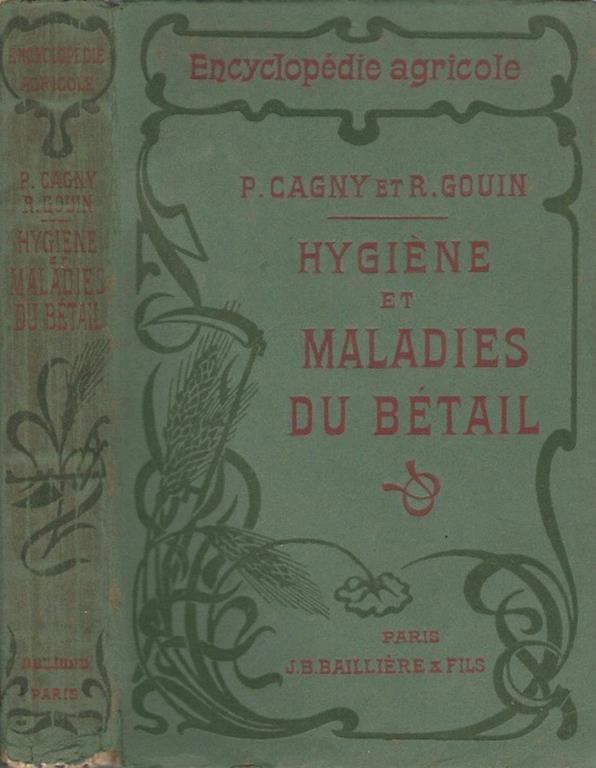 ENCYCLOPÉDIE
AGRICOLE
P. CAGNY
R. GOUIN
HYGIÈNE
ET
MALADIES
DU BÉTAIL
PARIS
Encyclopédie agricole
P. CAGNY ET R. GOUIN
HYGIÈNE
ET
MALADIES
DU BÉTAIL
PARIS
J. B. BAILLIÈRE & FILS